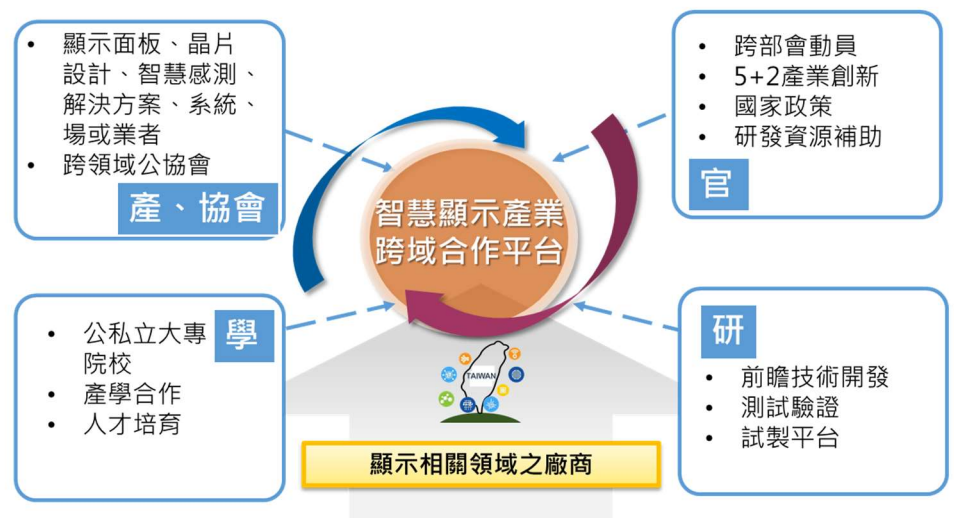 • 顯示面板、晶片
設計、智慧感測、
解決方案、系統、
場或業者
• 跨領域公協會
產、協會
• 跨部會動員
• 5+2產業創新
• 國家政策
• 研發資源補助
官
智慧顯示產業
跨域合作平台
學
• 公私立大專
院校
• 產學合作
• 人才培育
研
• 前瞻技術開發
• 測試驗證
• 試製平台
TAIWAN
顯示相關領域之廠商